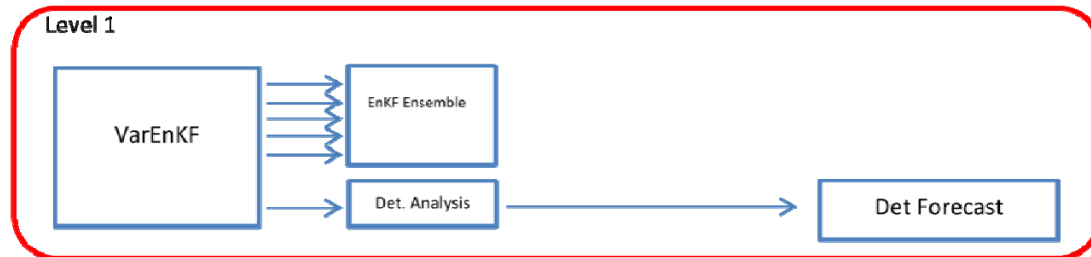 Level 1
EnKF Ensemble
VarEnKF
Det. Analysis
Det Forecast